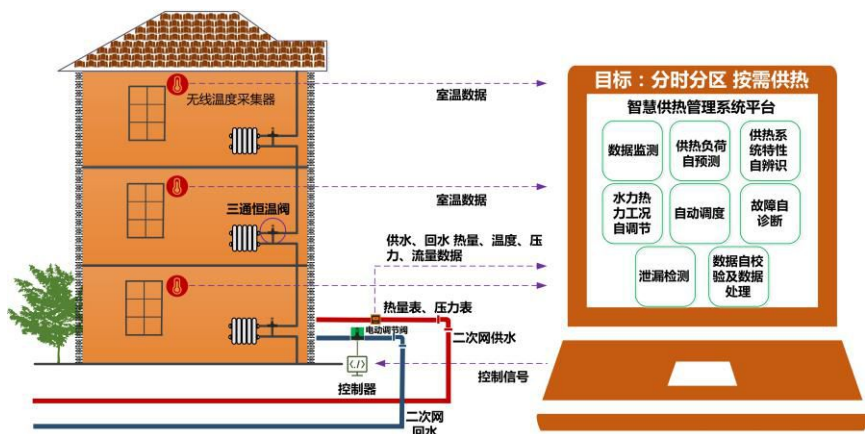 目标：分时分区 按需供热
智慧供热管理系统平台
数据监测
供热负荷
自预测
供热系
统特性
自辨识
水力热
力工况
自调节
自动调度
故障自
诊断
泄漏检测
数据自校
验及数据
处理
无线温度采集器
室温数据
室温数据
三通恒温阀
供水、回水 热量、温度、压
力、流量数据
热量表、压力表
电动调节阀
二次网供水
控制器
控制信号
二次网
回水